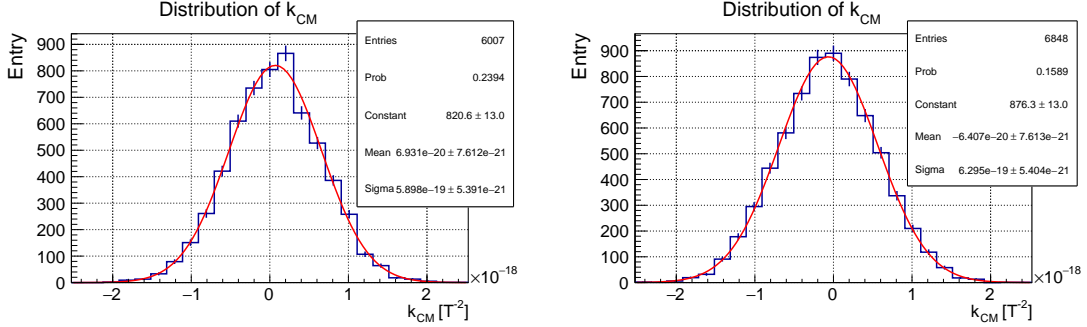 Distribution of k_CM
Entry
900
800
700
600
500
400
300
200
100
0
−2
−1
0
1
2
×10^−18
k_CM [T^-2]
Entries 6007
Prob 0.2394
Constant 820.6 ± 13.0
Mean 6.931e−20 ± 7.612e−21
Sigma 5.898e−19 ± 5.391e−21
Distribution of k_CM
Entry
900
800
700
600
500
400
300
200
100
0
−2
−1
0
1
2
×10^−18
k_CM [T^-2]
Entries 6848
Prob 0.1589
Constant 876.3 ± 13.0
Mean −6.407e−20 ± 7.613e−21
Sigma 6.295e−19 ± 5.404e−21